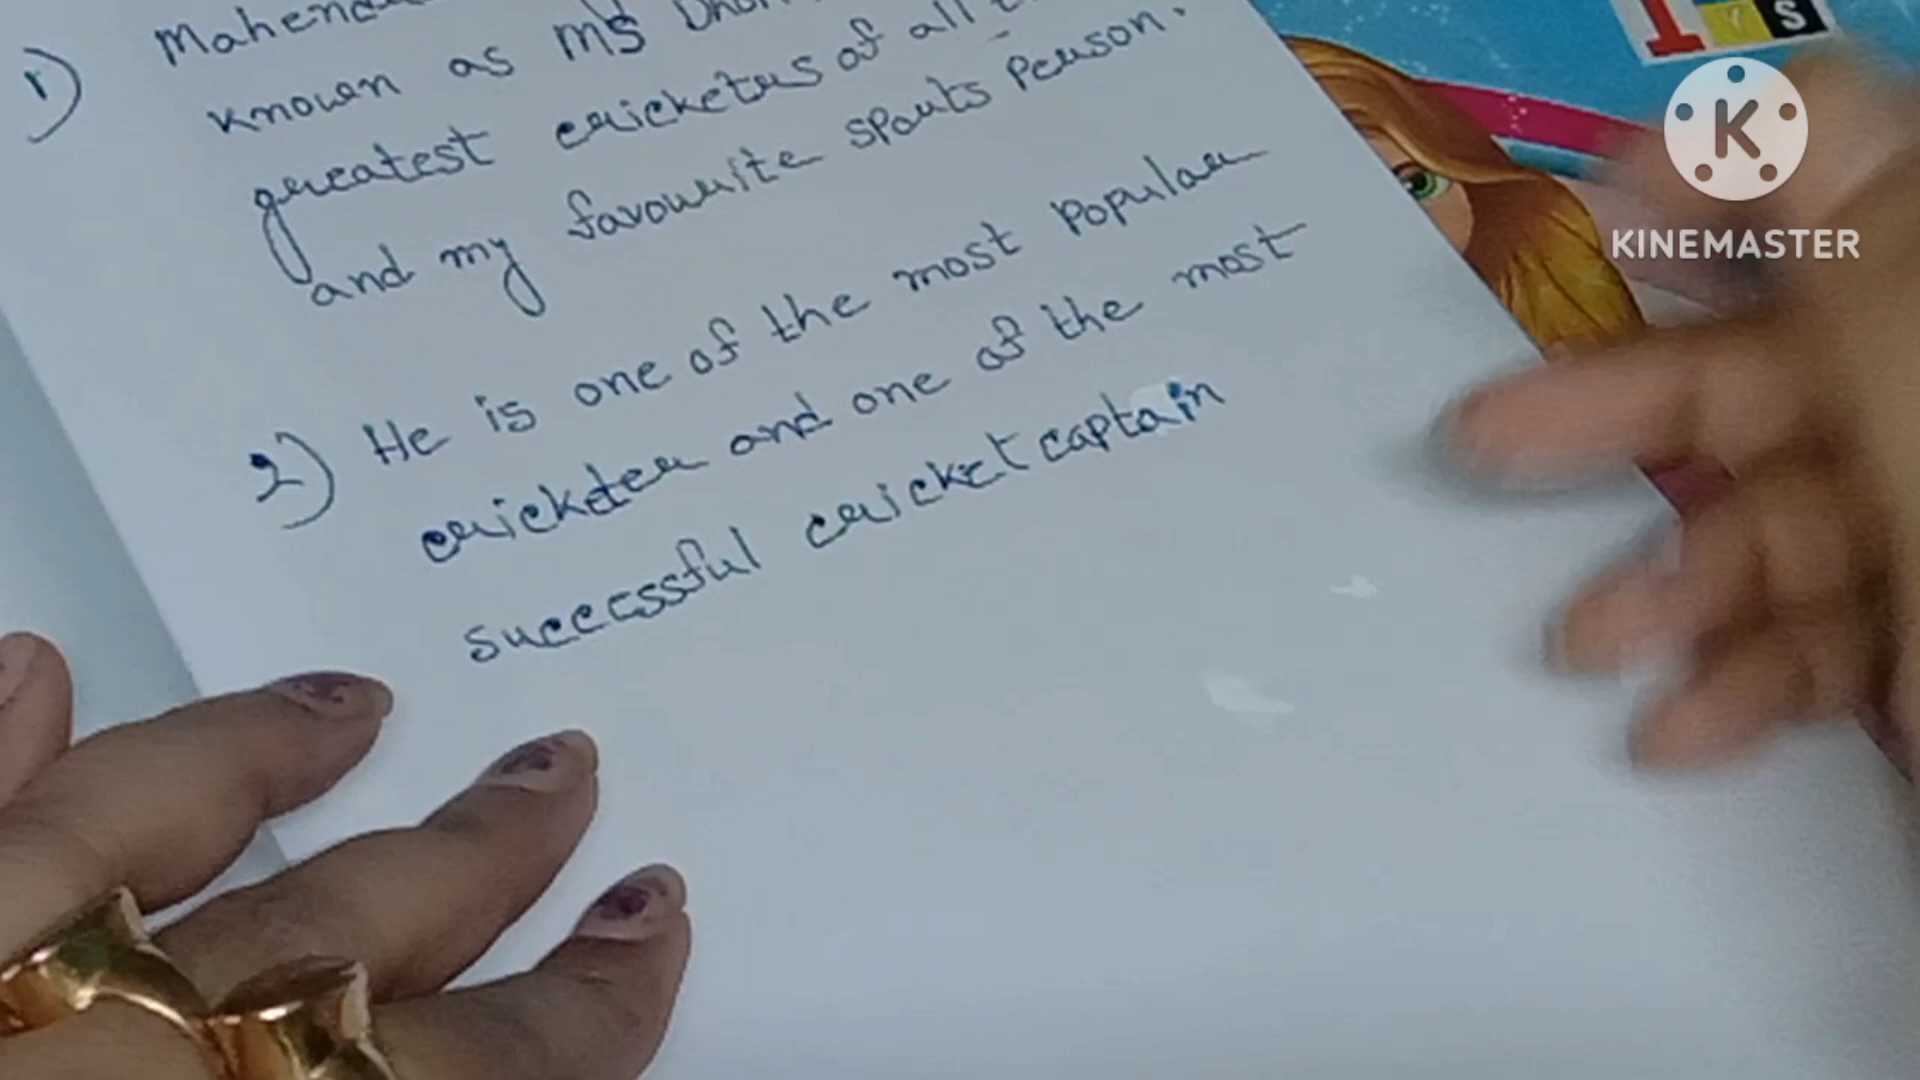 1)
known as MS
greatest cricketers of all
and my favourite sports person.
2) He is one of the most popular
cricketer and one of the most
successful cricket captain
KINEMASTER